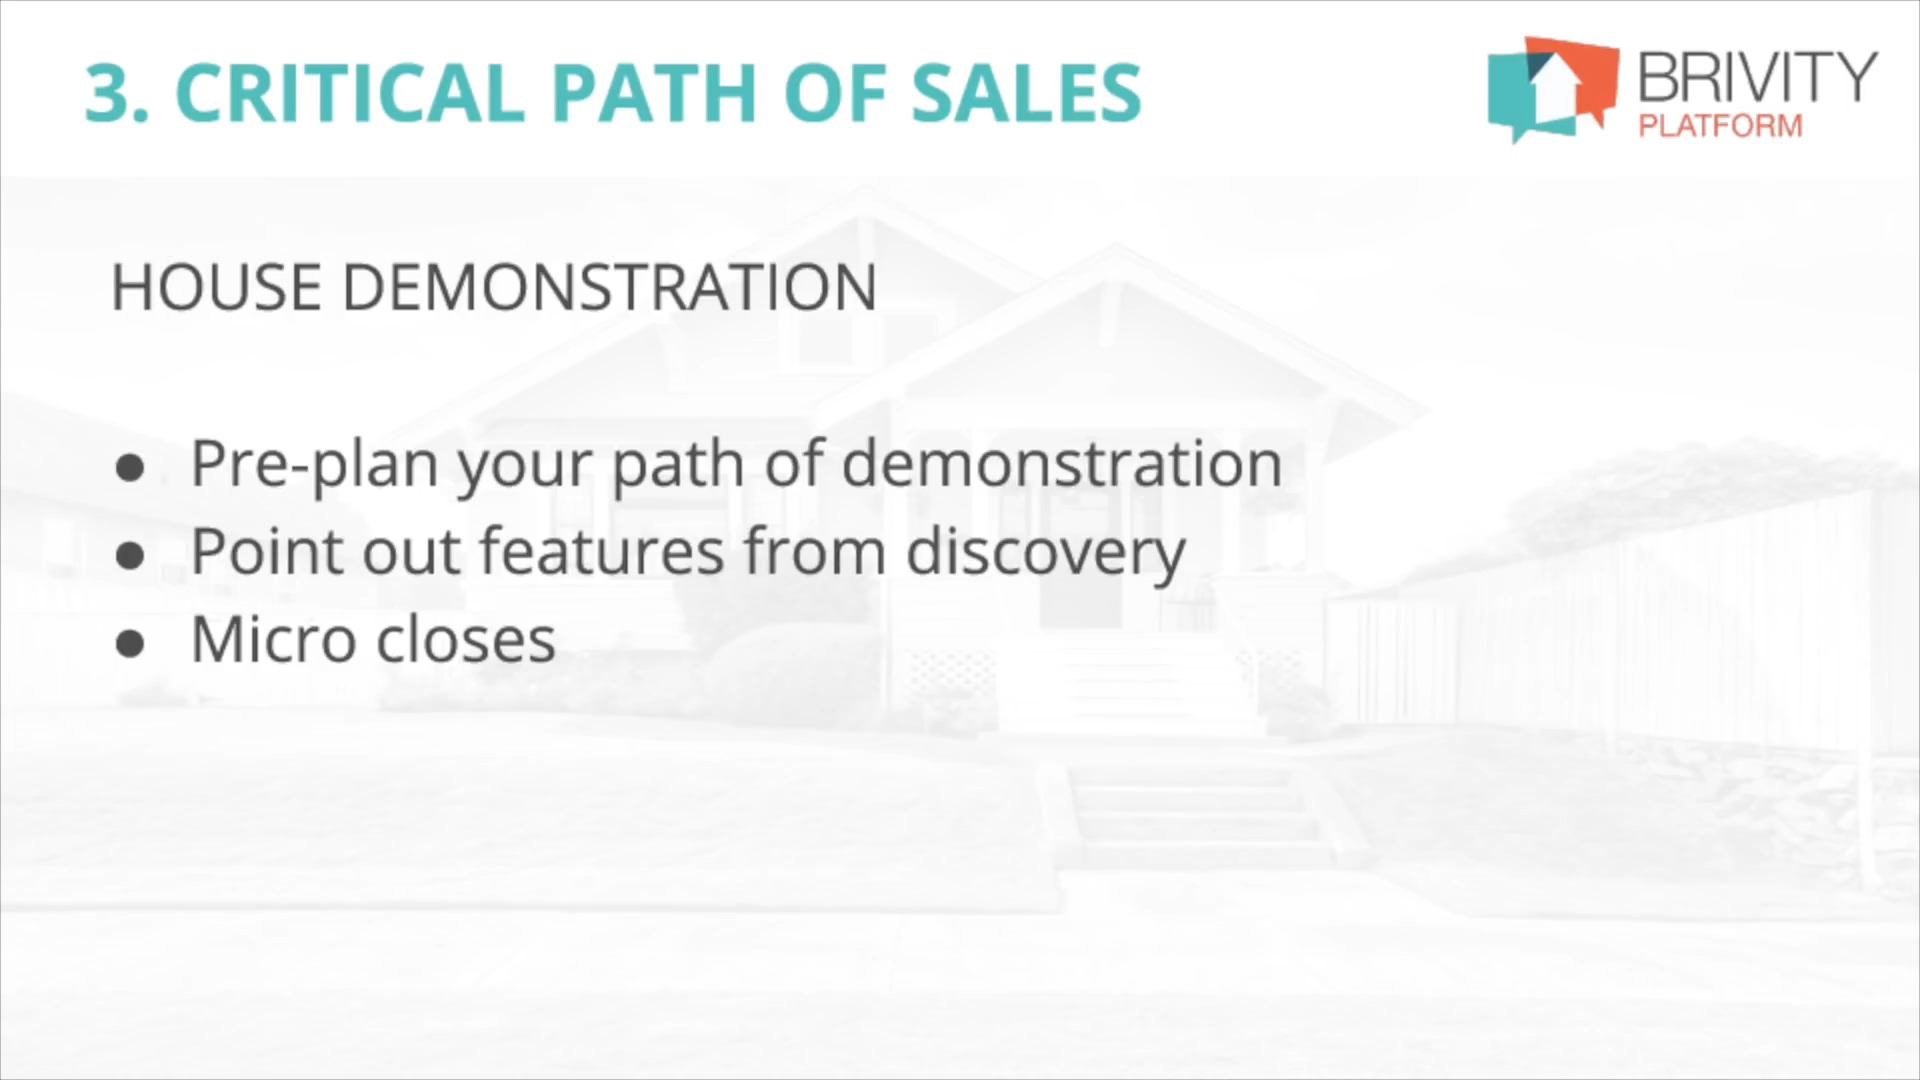 3. CRITICAL PATH OF SALES
BRIVITY
PLATFORM
HOUSE DEMONSTRATION
● Pre-plan your path of demonstration
● Point out features from discovery
● Micro closes